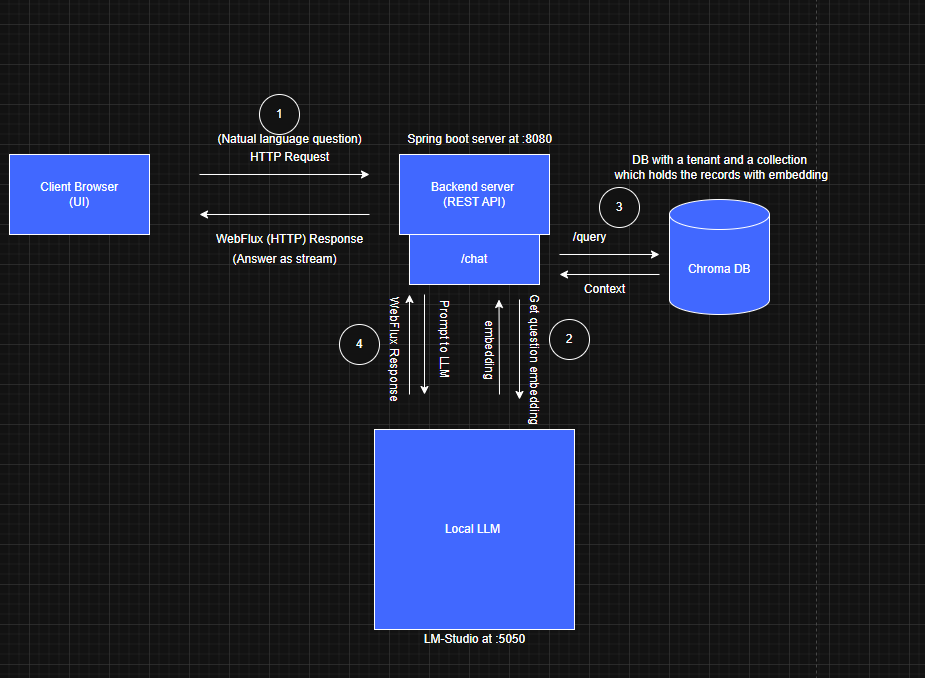 1
(Natual language question)
HTTP Request
Spring boot server at :8080
DB with a tenant and a collection
which holds the records with embedding
Client Browser
(UI)
Backend server
(REST API)
3
WebFlux (HTTP) Response
(Answer as stream)
/chat
/query
Context
Chroma DB
4
WebFlux Response
Prompt to LLM
embedding
Get question embedding
2
Local LLM
LM-Studio at :5050